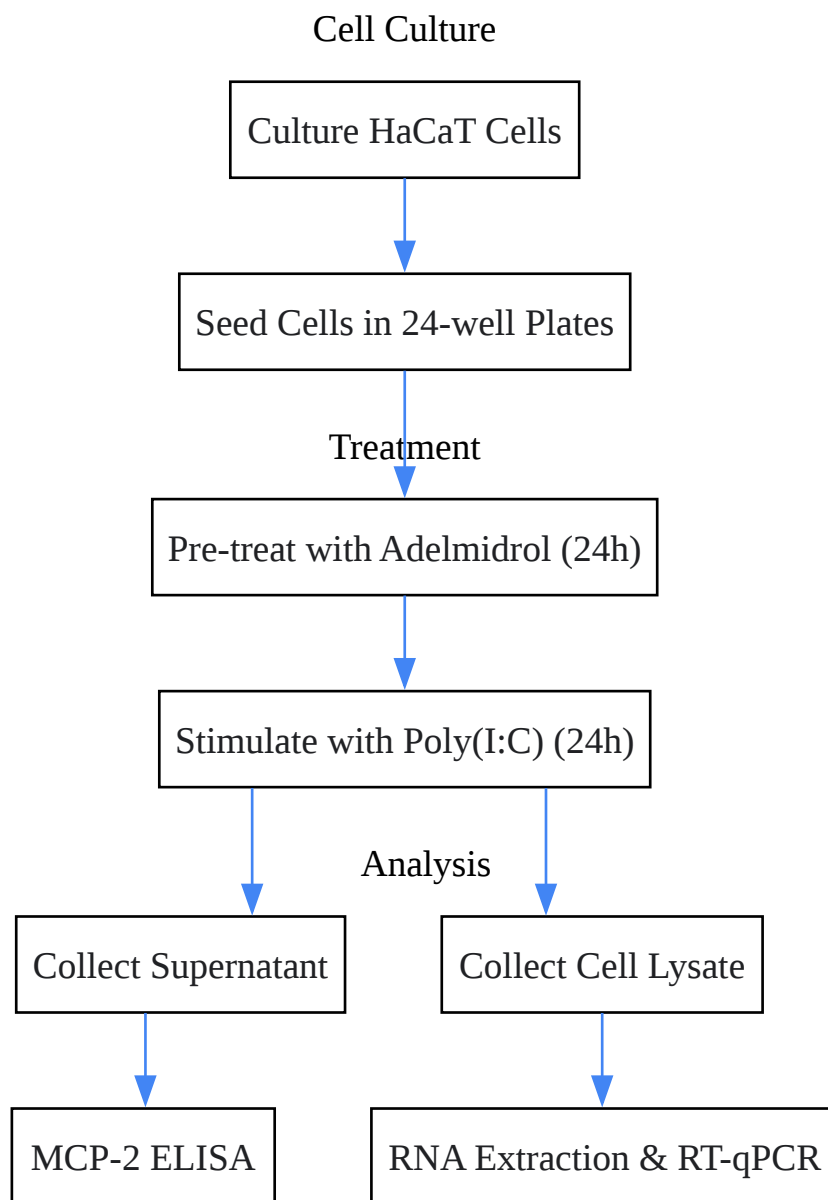 Cell Culture
Culture HaCaT Cells
Seed Cells in 24-well Plates
Treatment
Pre-treat with Adelmidrol (24h)
Stimulate with Poly(I:C) (24h)
Analysis
Collect Supernatant
Collect Cell Lysate
MCP-2 ELISA
RNA Extraction & RT-qPCR